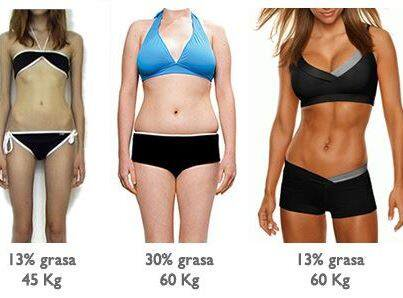 13% grasa
45 Kg
30% grasa
60 Kg
13% grasa
60 Kg